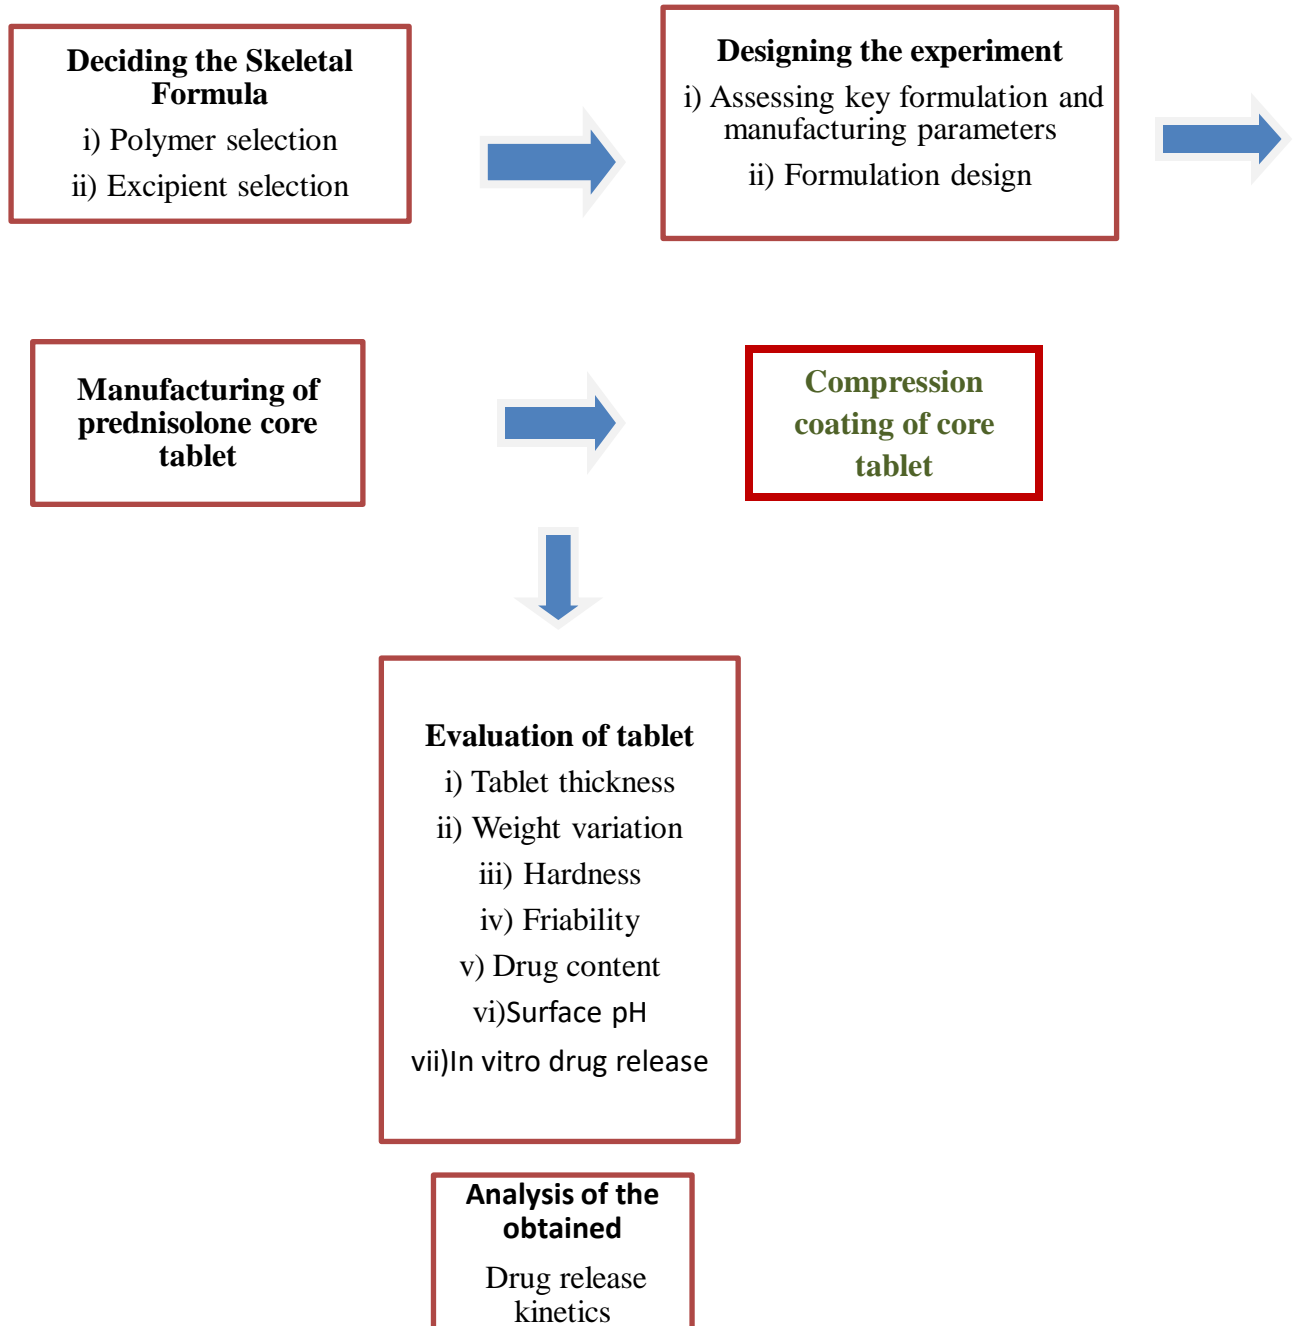 Deciding the Skeletal
Formula
i) Polymer selection
ii) Excipient selection
Designing the experiment
i) Assessing key formulation and
manufacturing parameters
ii) Formulation design
Manufacturing of
prednisolone core
tablet
Compression
coating of core
tablet
Evaluation of tablet
i) Tablet thickness
ii) Weight variation
iii) Hardness
iv) Friability
v) Drug content
vi)Surface pH
vii)In vitro drug release
Analysis of the
obtained
Drug release
kinetics